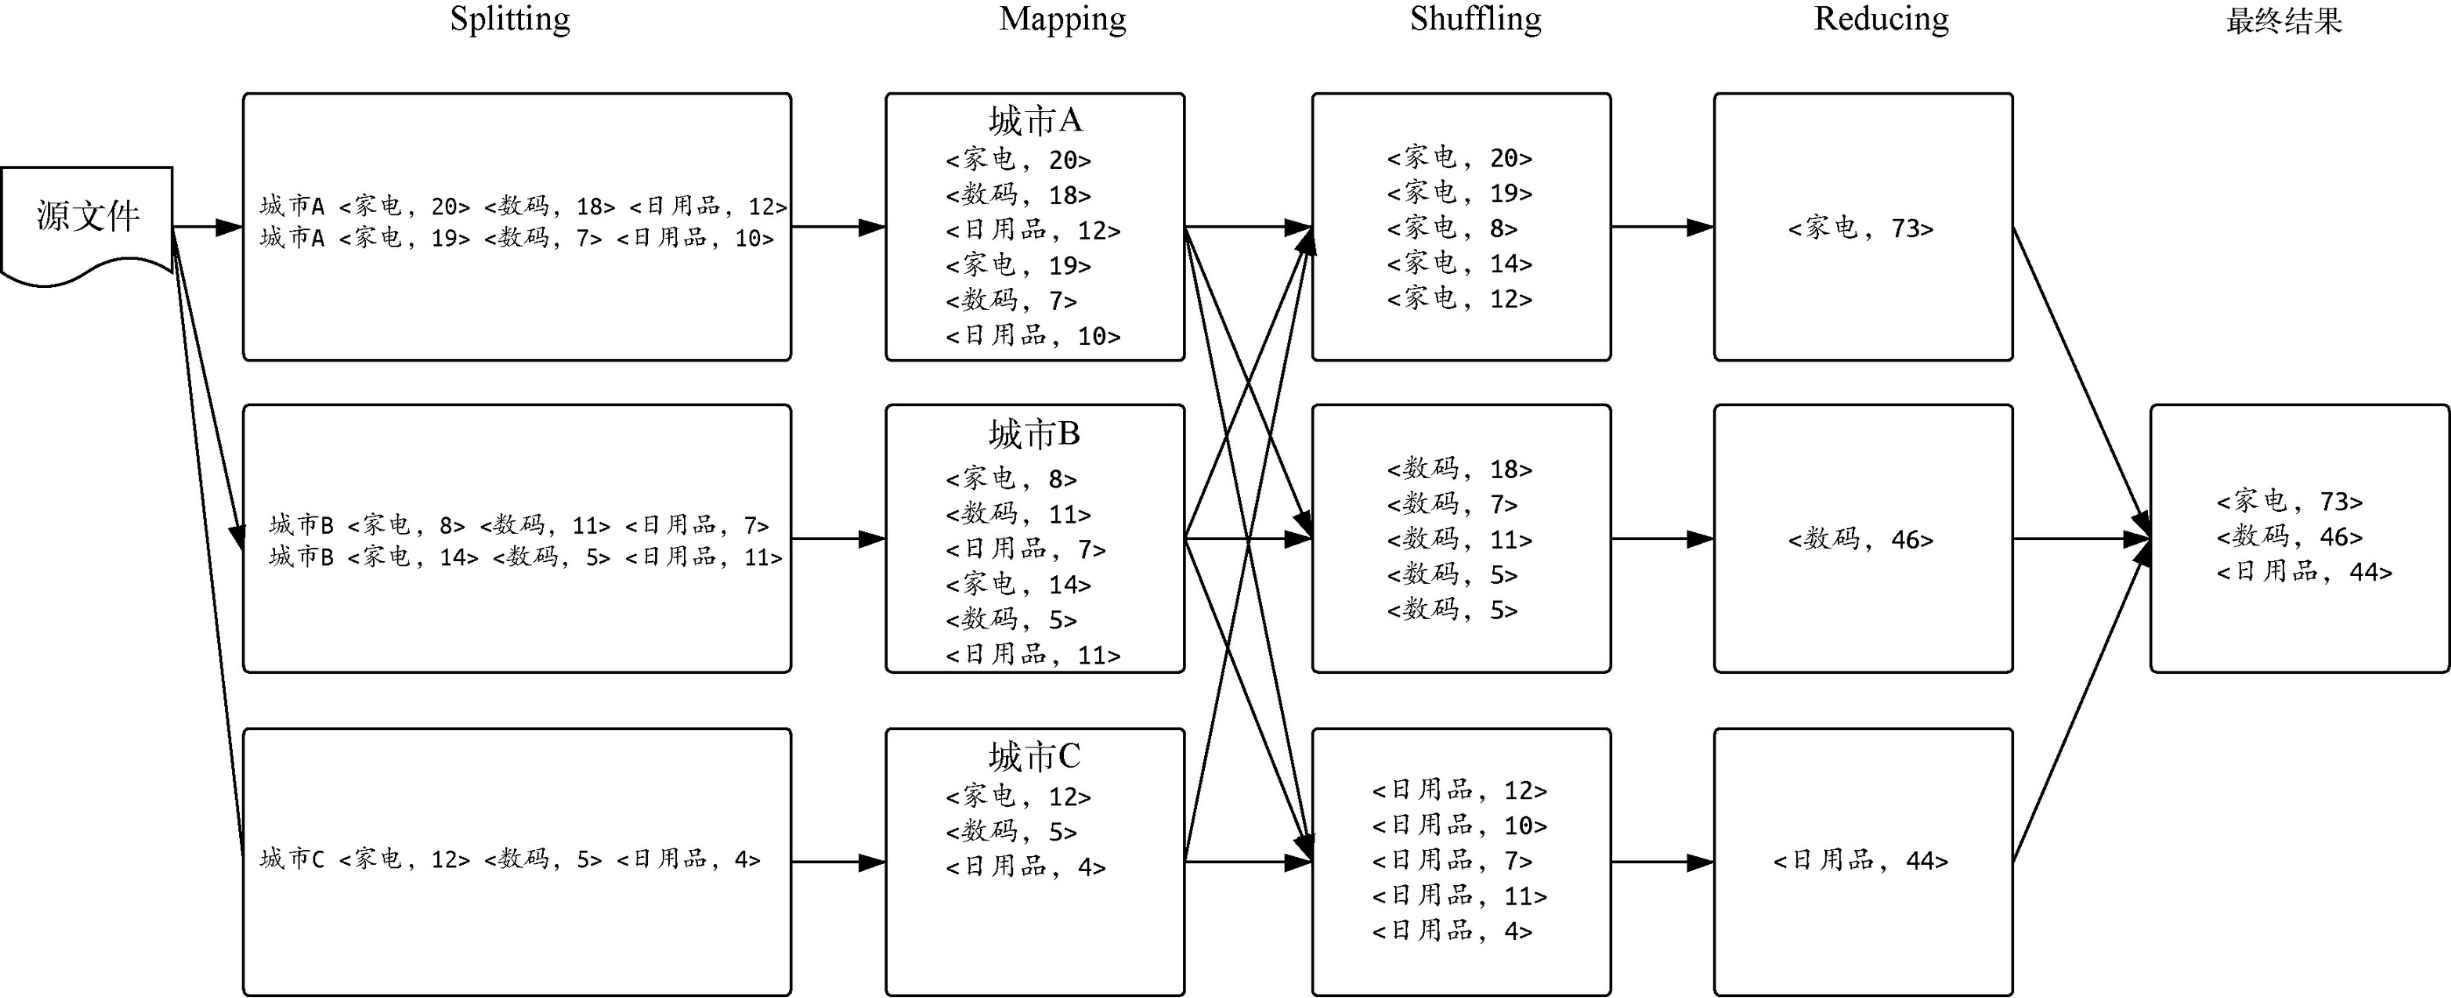 Splitting
Mapping
Shuffling
Reducing
最终结果
源文件
城市A <家电, 20> <数码, 18> <日用品, 12>
城市A <家电, 19> <数码, 7> <日用品, 10>
城市B <家电, 8> <数码, 11> <日用品, 7>
城市B <家电, 14> <数码, 5> <日用品, 11>
城市C <家电, 12> <数码, 5> <日用品, 4>
城市A
<家电, 20>
<数码, 18>
<日用品, 12>
<家电, 19>
<数码, 7>
<日用品, 10>
城市B
<家电, 8>
<数码, 11>
<日用品, 7>
<家电, 14>
<数码, 5>
<日用品, 11>
城市C
<家电, 12>
<数码, 5>
<日用品, 4>
<家电, 20>
<家电, 19>
<家电, 8>
<家电, 14>
<家电, 12>
<数码, 18>
<数码, 7>
<数码, 11>
<数码, 5>
<数码, 5>
<日用品, 12>
<日用品, 10>
<日用品, 7>
<日用品, 11>
<日用品, 4>
<家电, 73>
<数码, 46>
<日用品, 44>
<家电, 73>
<数码, 46>
<日用品, 44>